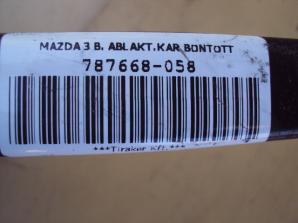 MAZDA 3 B. ABLAKT.KAR BONTOTT
787668-058
***Tiraker Kft.***